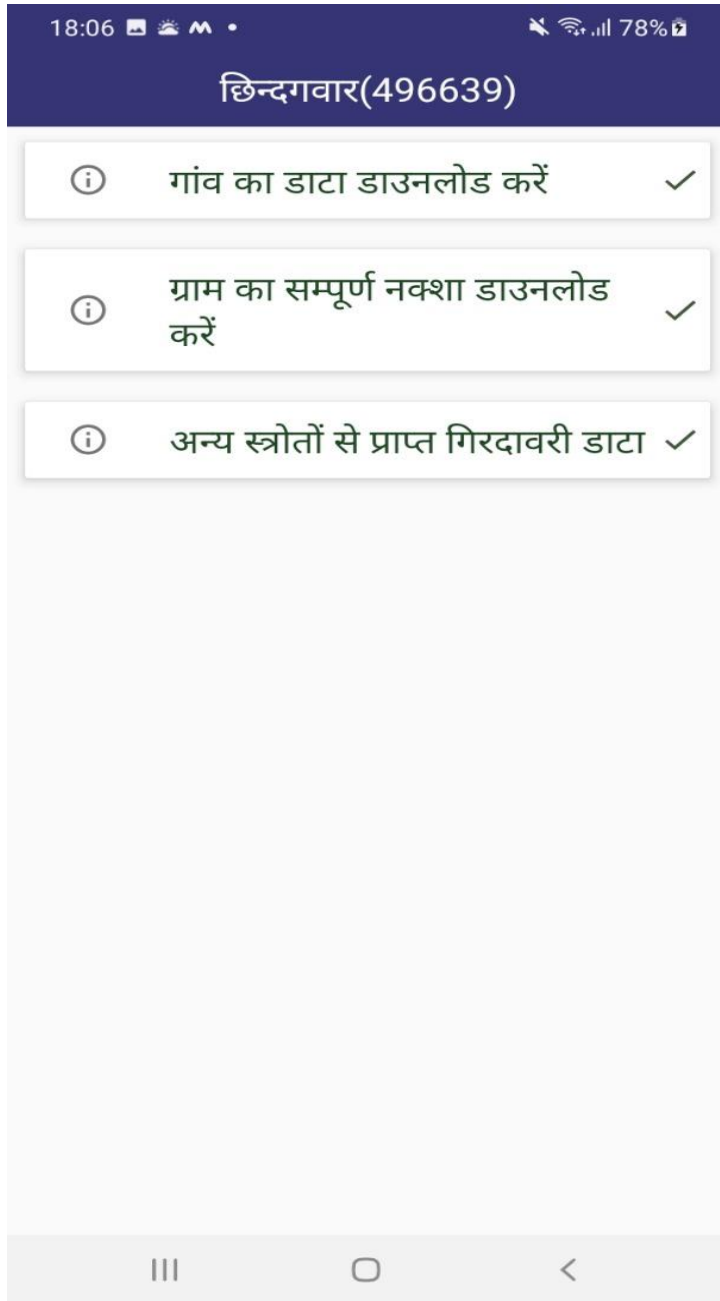 18:06 78%
छिन्दगवार(496639)
गांव का डाटा डाउनलोड करें
ग्राम का सम्पूर्ण नक्शा डाउनलोड
करें
अन्य स्त्रोतों से प्राप्त गिरदावरी डाटा